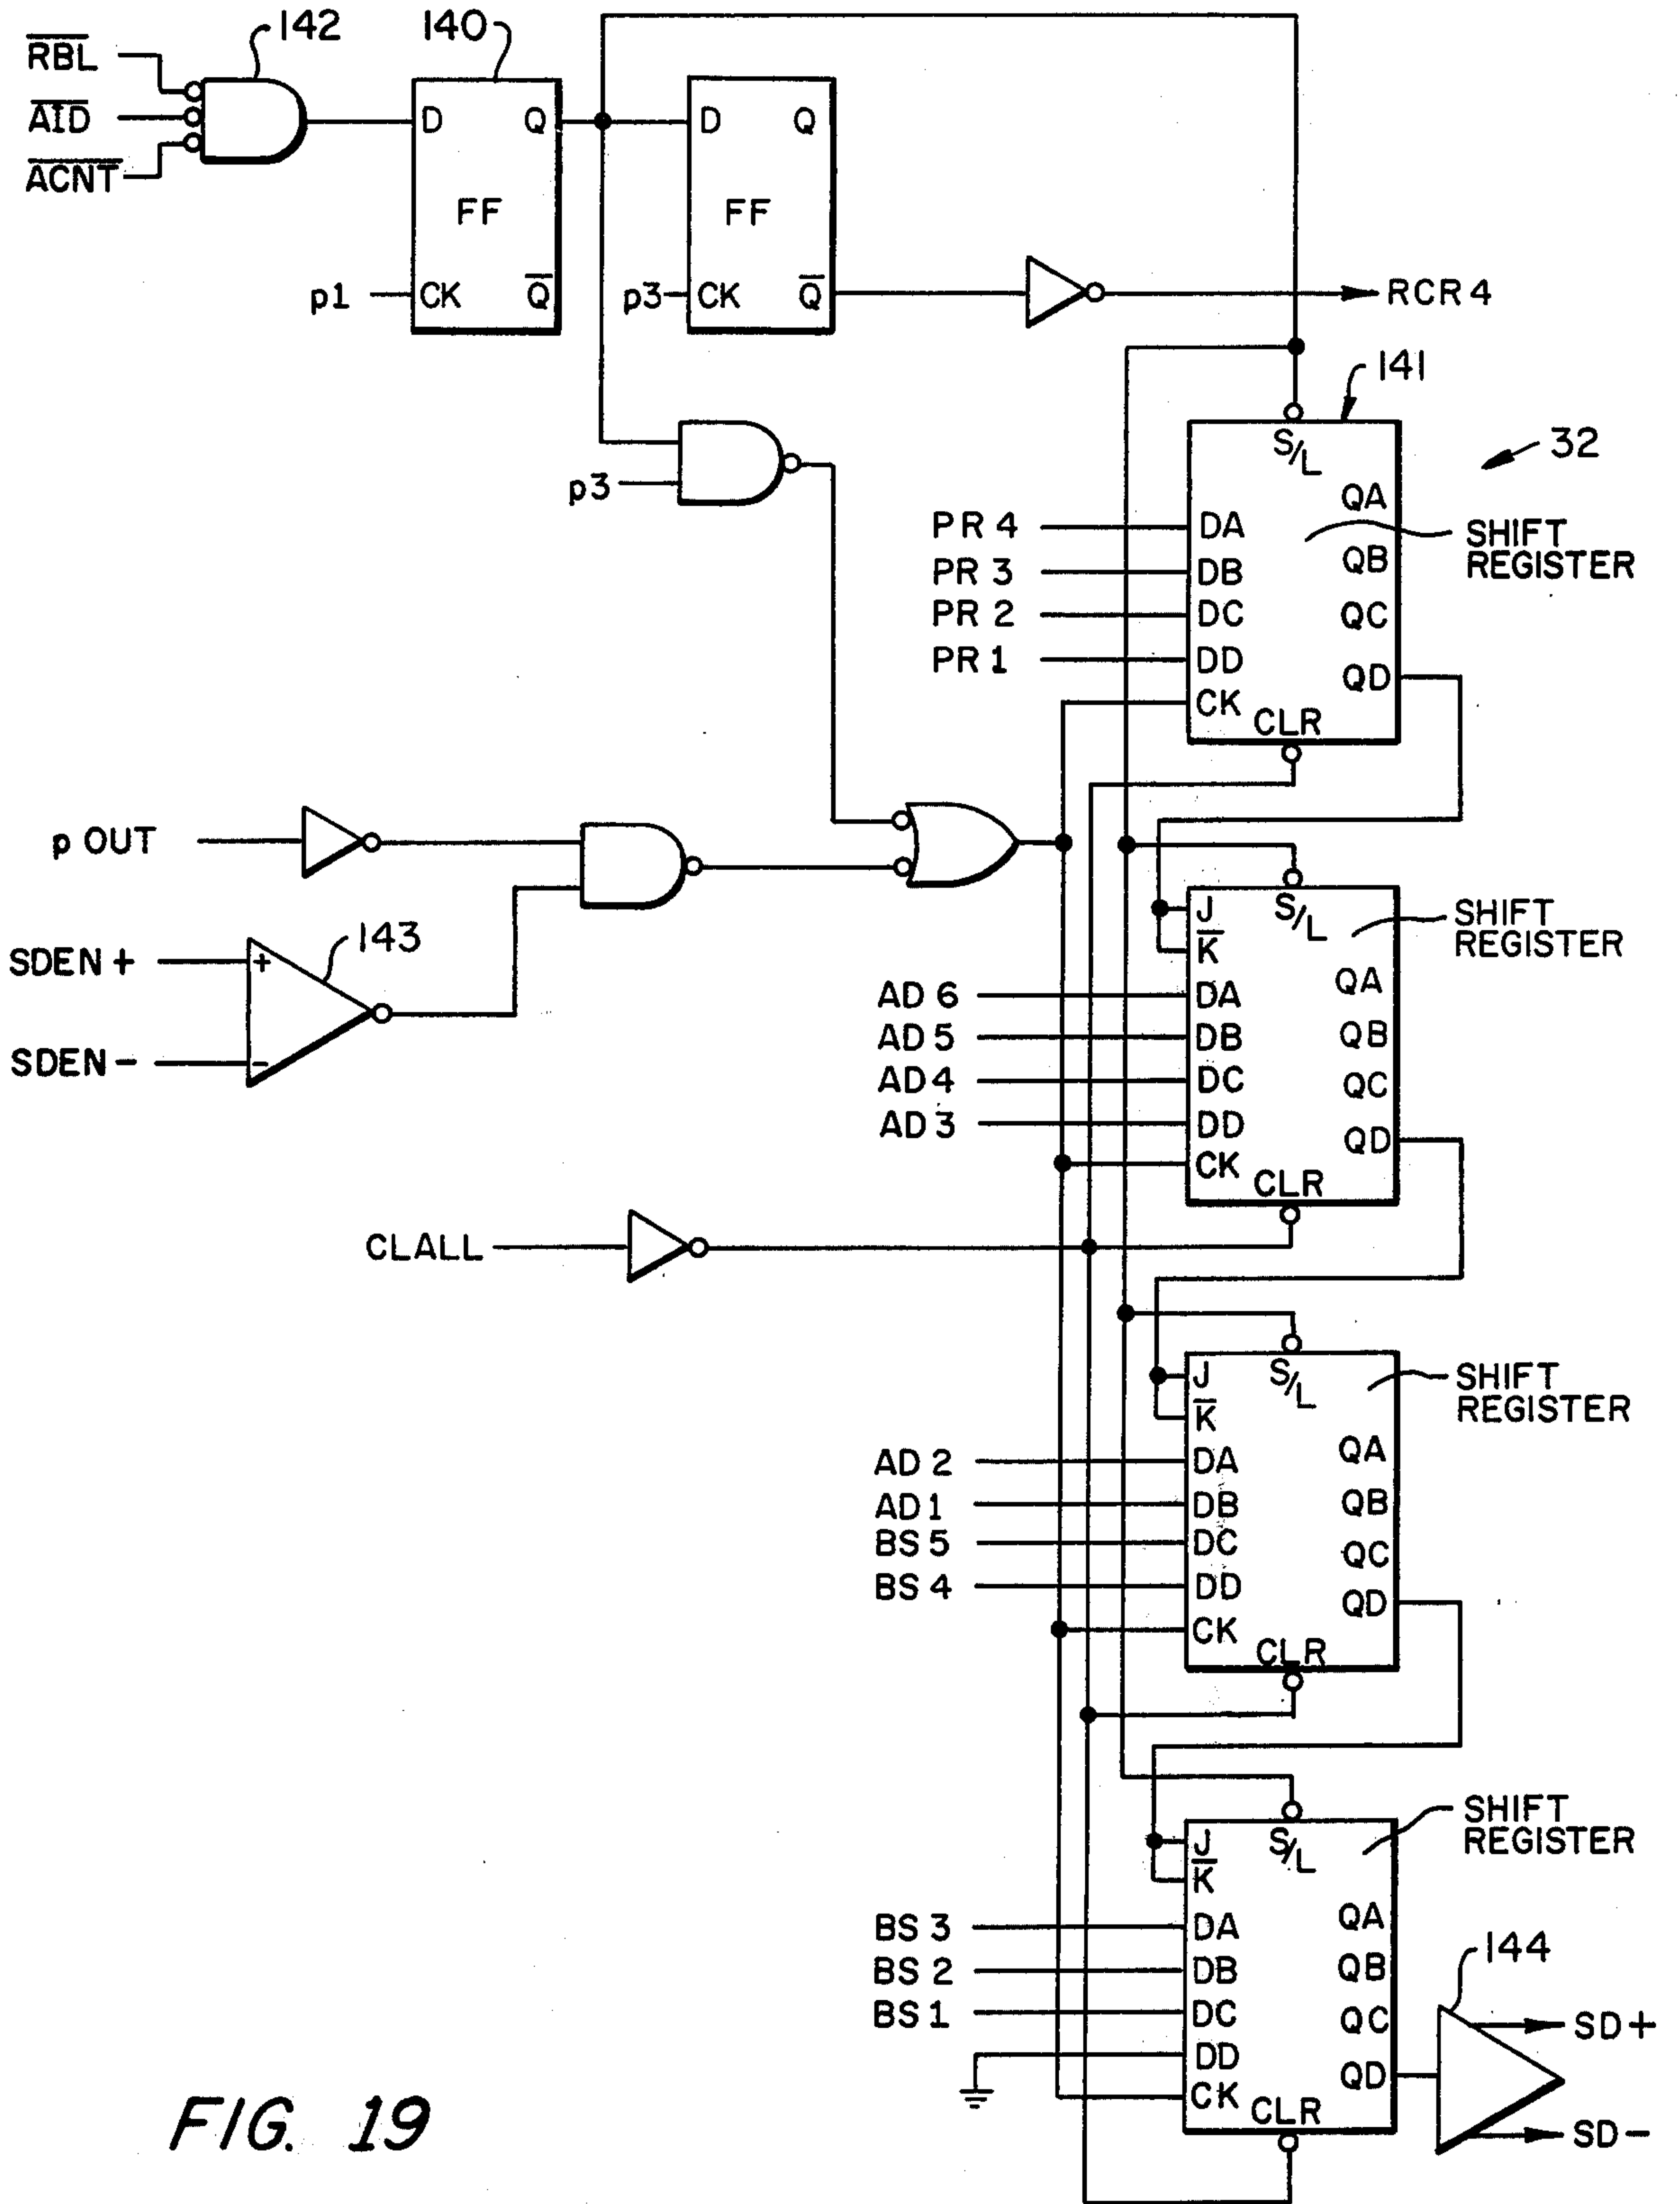 142
140
R̅B̅L̅
A̅I̅D̅
A̅C̅N̅T̅
D Q
FF
p1 CK Q̅
D Q
FF
p3 CK Q̅
RCR 4
141
32
p3
S/L
QA
PR 4 DA
SHIFT REGISTER
PR 3 DB QB
PR 2 DC QC
PR 1 DD QD
CK
CLR
p OUT
143
SDEN +
+
SDEN -
-
S/L
J
K̅
SHIFT REGISTER
AD 6 DA QA
AD 5 DB QB
AD 4 DC QC
AD 3 DD QD
CK
CLR
CLALL
S/L
J
K̅
SHIFT REGISTER
AD 2 DA QA
AD 1 DB QB
BS 5 DC QC
BS 4 DD QD
CK
CLR
S/L
J
K̅
SHIFT REGISTER
BS 3 DA QA
BS 2 DB QB
BS 1 DC QC
DD QD
CK
CLR
144
SD +
SD -
FIG. 19